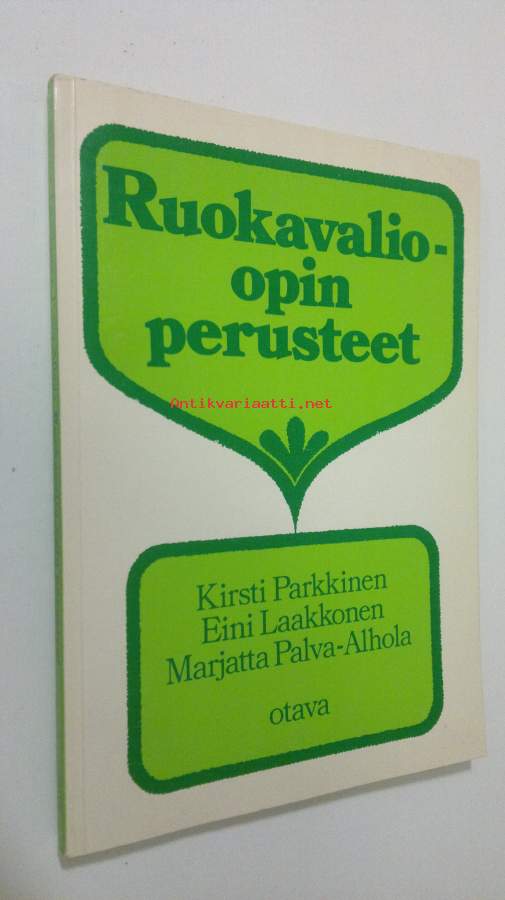 Ruokavalio-
opin
perusteet
Antikvariaatti.net
Kirsti Parkkinen
Eini Laakkonen
Marjatta Palva-Alhola
otava